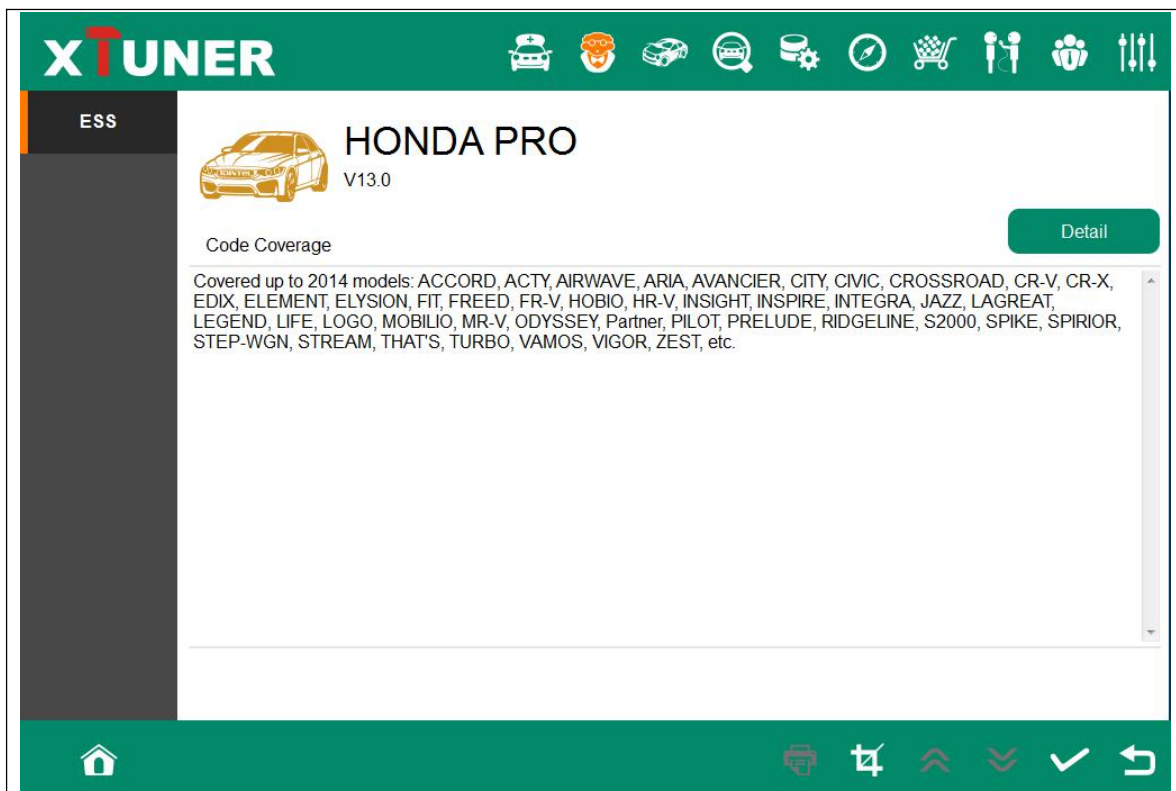 XTUNER
ESS
HONDA PRO
V13.0
Detail
Code Coverage
Covered up to 2014 models: ACCORD, ACTY, AIRWAVE, ARIA, AVANCIER, CITY, CIVIC, CROSSROAD, CR-V, CR-X,
EDIX, ELEMENT, ELYSION, FIT, FREED, FR-V, HOBIO, HR-V, INSIGHT, INSPIRE, INTEGRA, JAZZ, LAGREAT,
LEGEND, LIFE, LOGO, MOBILIO, MR-V, ODYSSEY, Partner, PILOT, PRELUDE, RIDGELINE, S2000, SPIKE, SPIRIOR,
STEP-WGN, STREAM, THAT'S, TURBO, VAMOS, VIGOR, ZEST, etc.